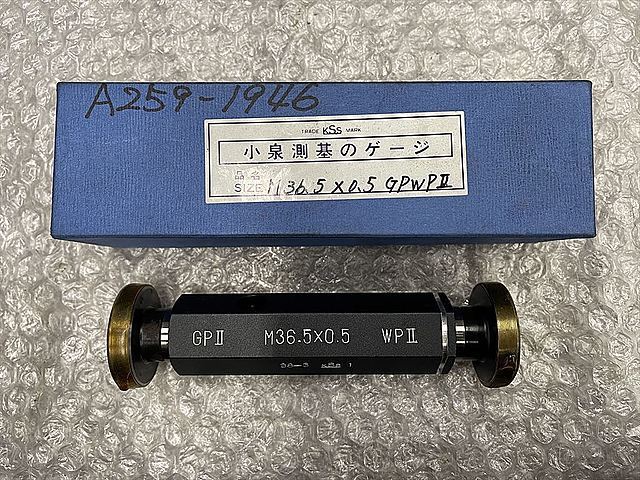 A259-1946
TRADE KSS MARK
小泉測基のゲージ
品名
SIZE M36.5×0.5 GPWPⅡ
GPⅡ M36.5×0.5 WPⅡ